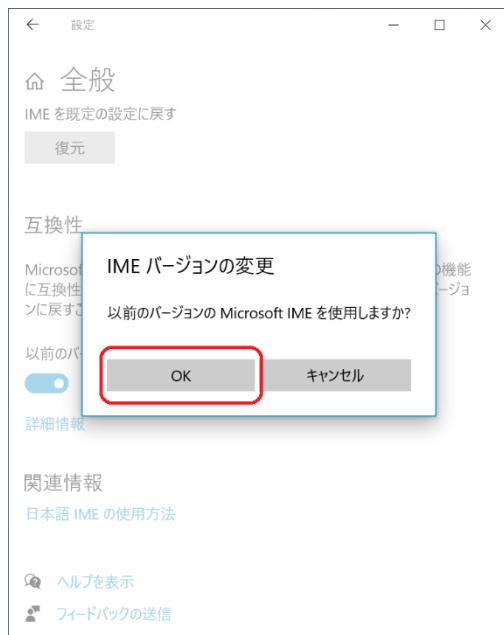 設定
全般
IME を既定の設定に戻す
復元
互換性
Microsof
の機能
に互換性
バージョ
ンに戻すこ
IME バージョンの変更
以前のバージョンの Microsoft IME を使用しますか?
OK
キャンセル
以前のバ
詳細情報
関連情報
日本語 IME の使用方法
ヘルプを表示
フィードバックの送信